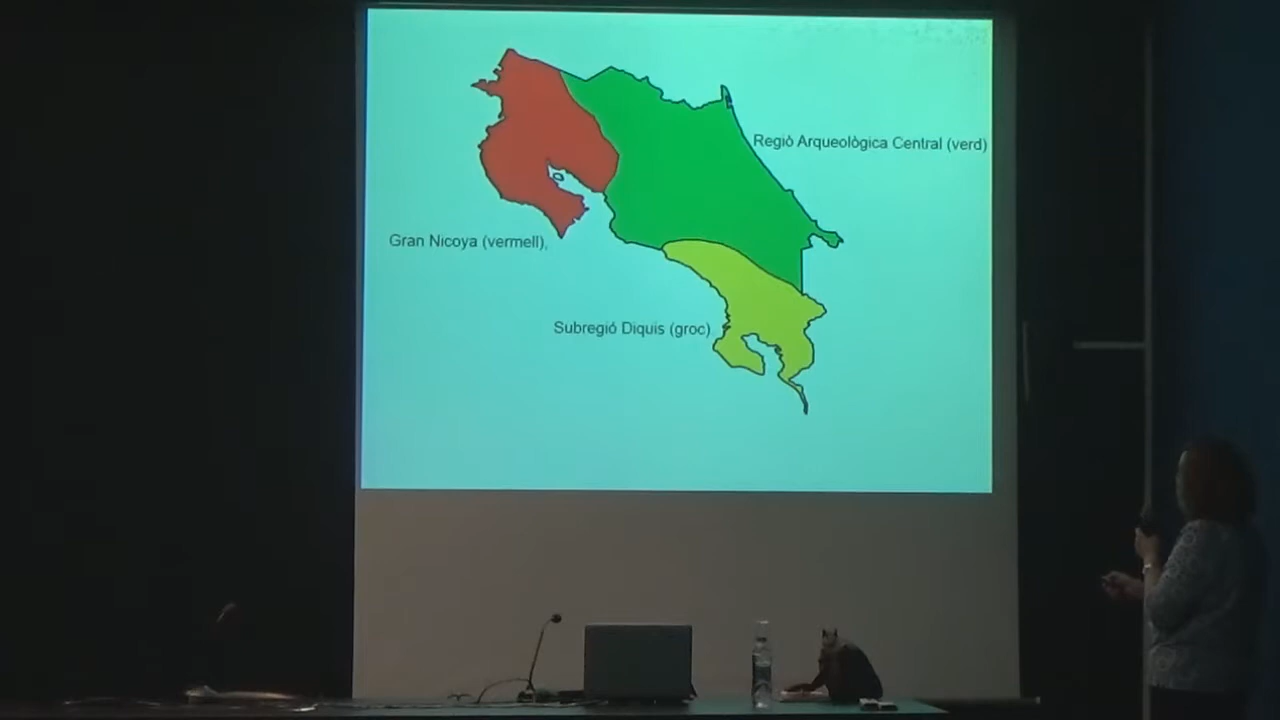 Regió Arqueològica Central (verd)
Gran Nicoya (vermell),
Subregió Diquis (groc)